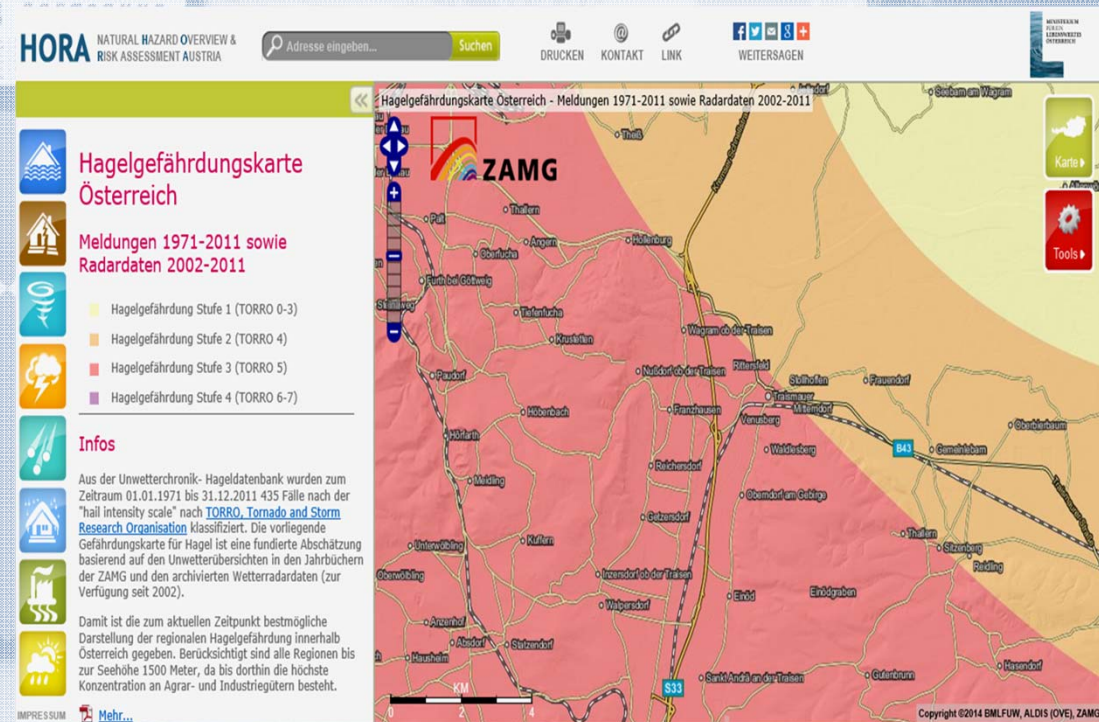 HORA NATURAL HAZARD OVERVIEW &
RISK ASSESSMENT AUSTRIA
Adresse eingeben...
Suchen
DRUCKEN
KONTAKT
LINK
WEITERSAGEN
MINISTERIUM
FÜR EIN
LEBENSWERTES
ÖSTERREICH
Hagelgefährdungskarte
Österreich
Meldungen 1971-2011 sowie
Radardaten 2002-2011
Hagelgefährdung Stufe 1 (TORRO 0-3)
Hagelgefährdung Stufe 2 (TORRO 4)
Hagelgefährdung Stufe 3 (TORRO 5)
Hagelgefährdung Stufe 4 (TORRO 6-7)
Infos
Aus der Unwetterchronik- Hageldatenbank wurden zum
Zeitraum 01.01.1971 bis 31.12.2011 435 Fälle nach der
"hail intensity scale" nach TORRO, Tornado and Storm
Research Organisation klassifiziert. Die vorliegende
Gefährdungskarte für Hagel ist eine fundierte Abschätzung
basierend auf den Unwetterübersichten in den Jahrbüchern
der ZAMG und den archivierten Wetterradardaten (zur
Verfügung seit 2002).
Damit ist die zum aktuellen Zeitpunkt bestmögliche
Darstellung der regionalen Hagelgefährdung innerhalb
Österreich gegeben. Berücksichtigt sind alle Regionen bis
zur Seehöhe 1500 Meter, da bis dorthin die höchste
Konzentration an Agrar- und Industriegütern besteht.
IMPRESSUM
Mehr...
Hagelgefährdungskarte Österreich - Meldungen 1971-2011 sowie Radardaten 2002-2011
ZAMG
Karte
Tools
Seebarn am Wagram
Theiß
Palt
Thallern
Angern
Hollenburg
Oberfucha
Furth bei Göttweig
Tiefenfucha
Krustetten
Wagram ob der Traisen
Paudorf
Nußdorf ob der Traisen
Rittersfeld
Stollhofen
Frauendorf
Traismauer
Höbenbach
Franzhausen
Venusberg
Mitterndorf
Oberbierbaum
Hörfarth
Waldlesberg
B43
Gemeinlebarn
Meidling
Reichersdorf
Oberndorf am Gebirge
Getzersdorf
Unterwölbling
Kuffern
Thallern
Sitzenberg
Reidling
Oberwölbling
Inzersdorf ob der Traisen
Walpersdorf
Einöd
Einödgraben
Anzenhof
Absdorf
Statzendorf
Hausheim
Sankt Andrä an der Traisen
Gutenbrunn
Hasendorf
S33
KM
0 2 4
Copyright ©2014 BMLFUW, ALDIS (OVE), ZAMG